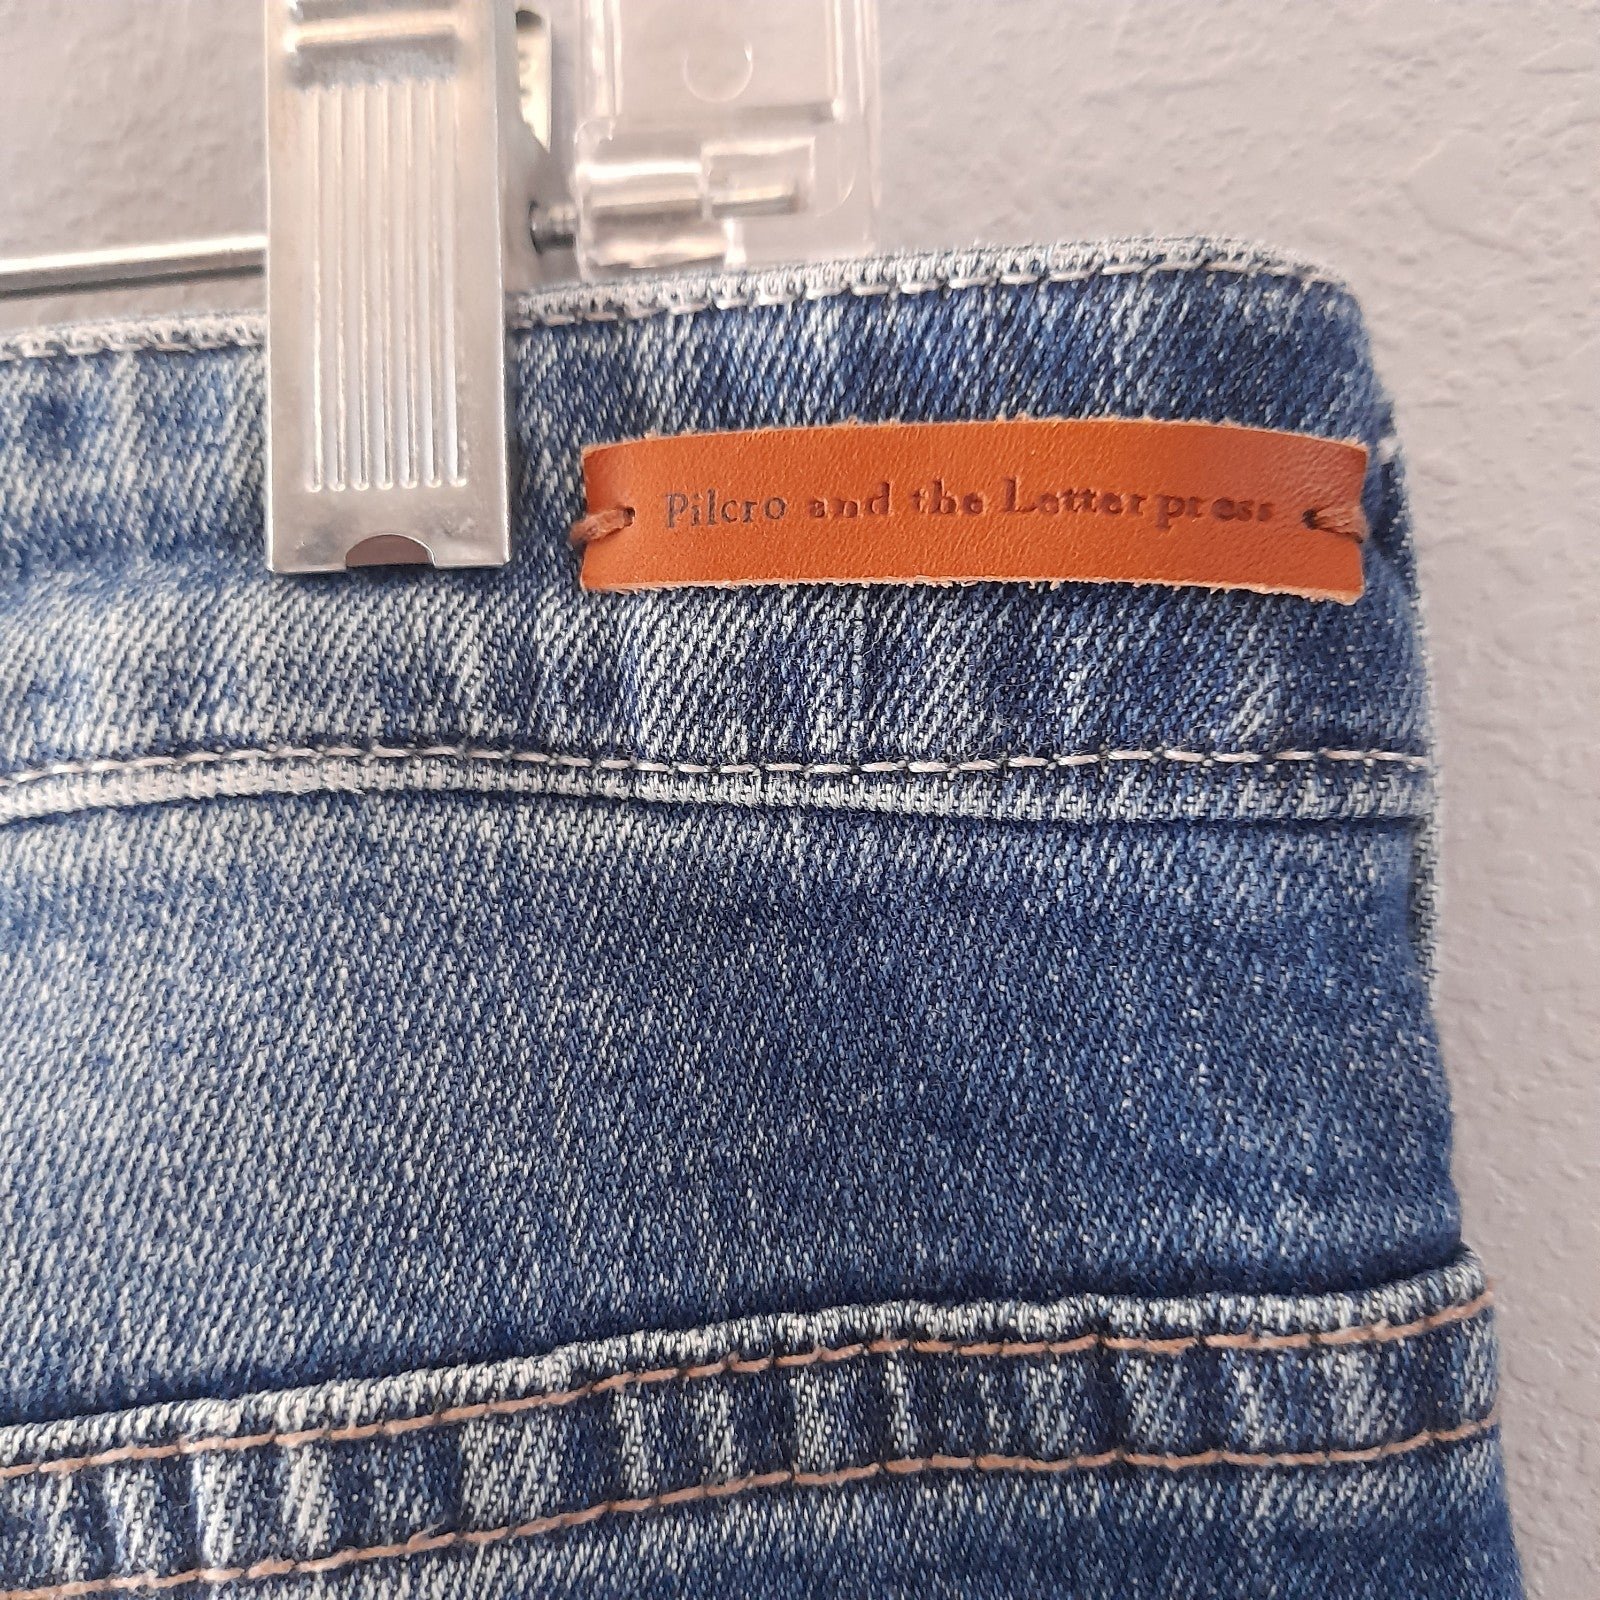 Pilcro and the Letterpress